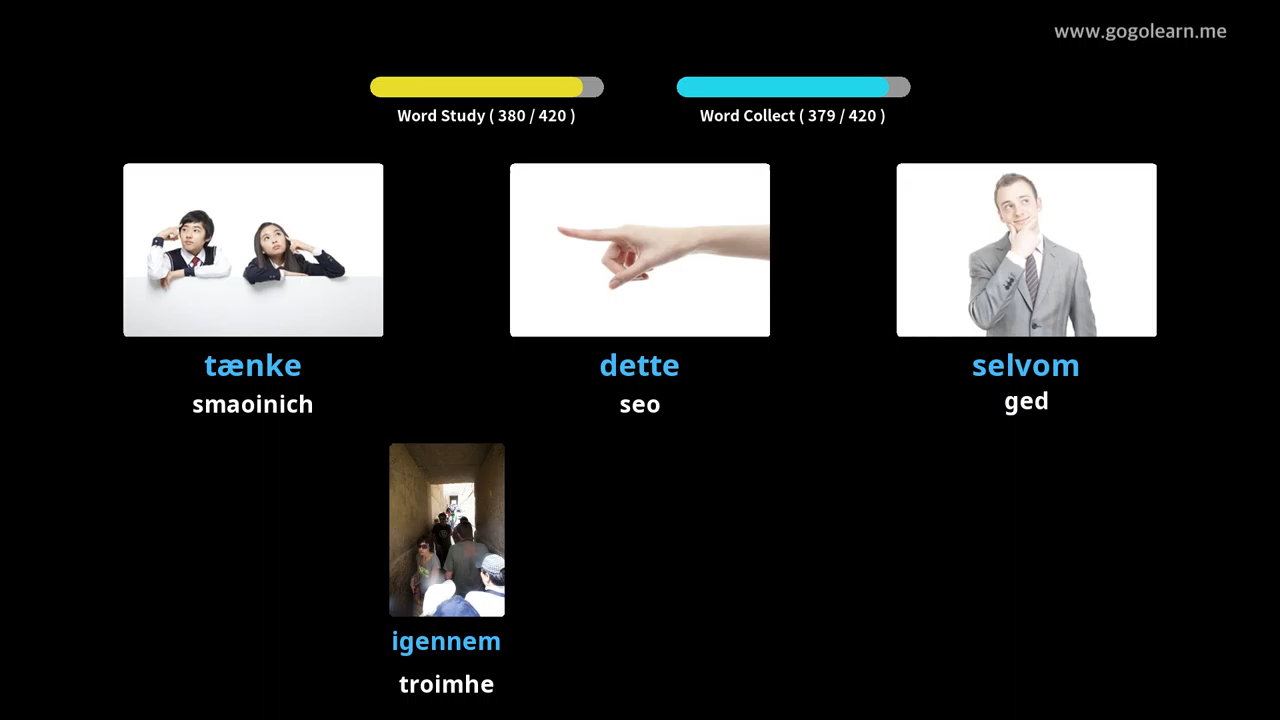 www.gogolearn.me
Word Study ( 380 / 420 )
Word Collect ( 379 / 420 )
tænke
smaoinich
dette
seo
selvom
ged
igennem
troimhe